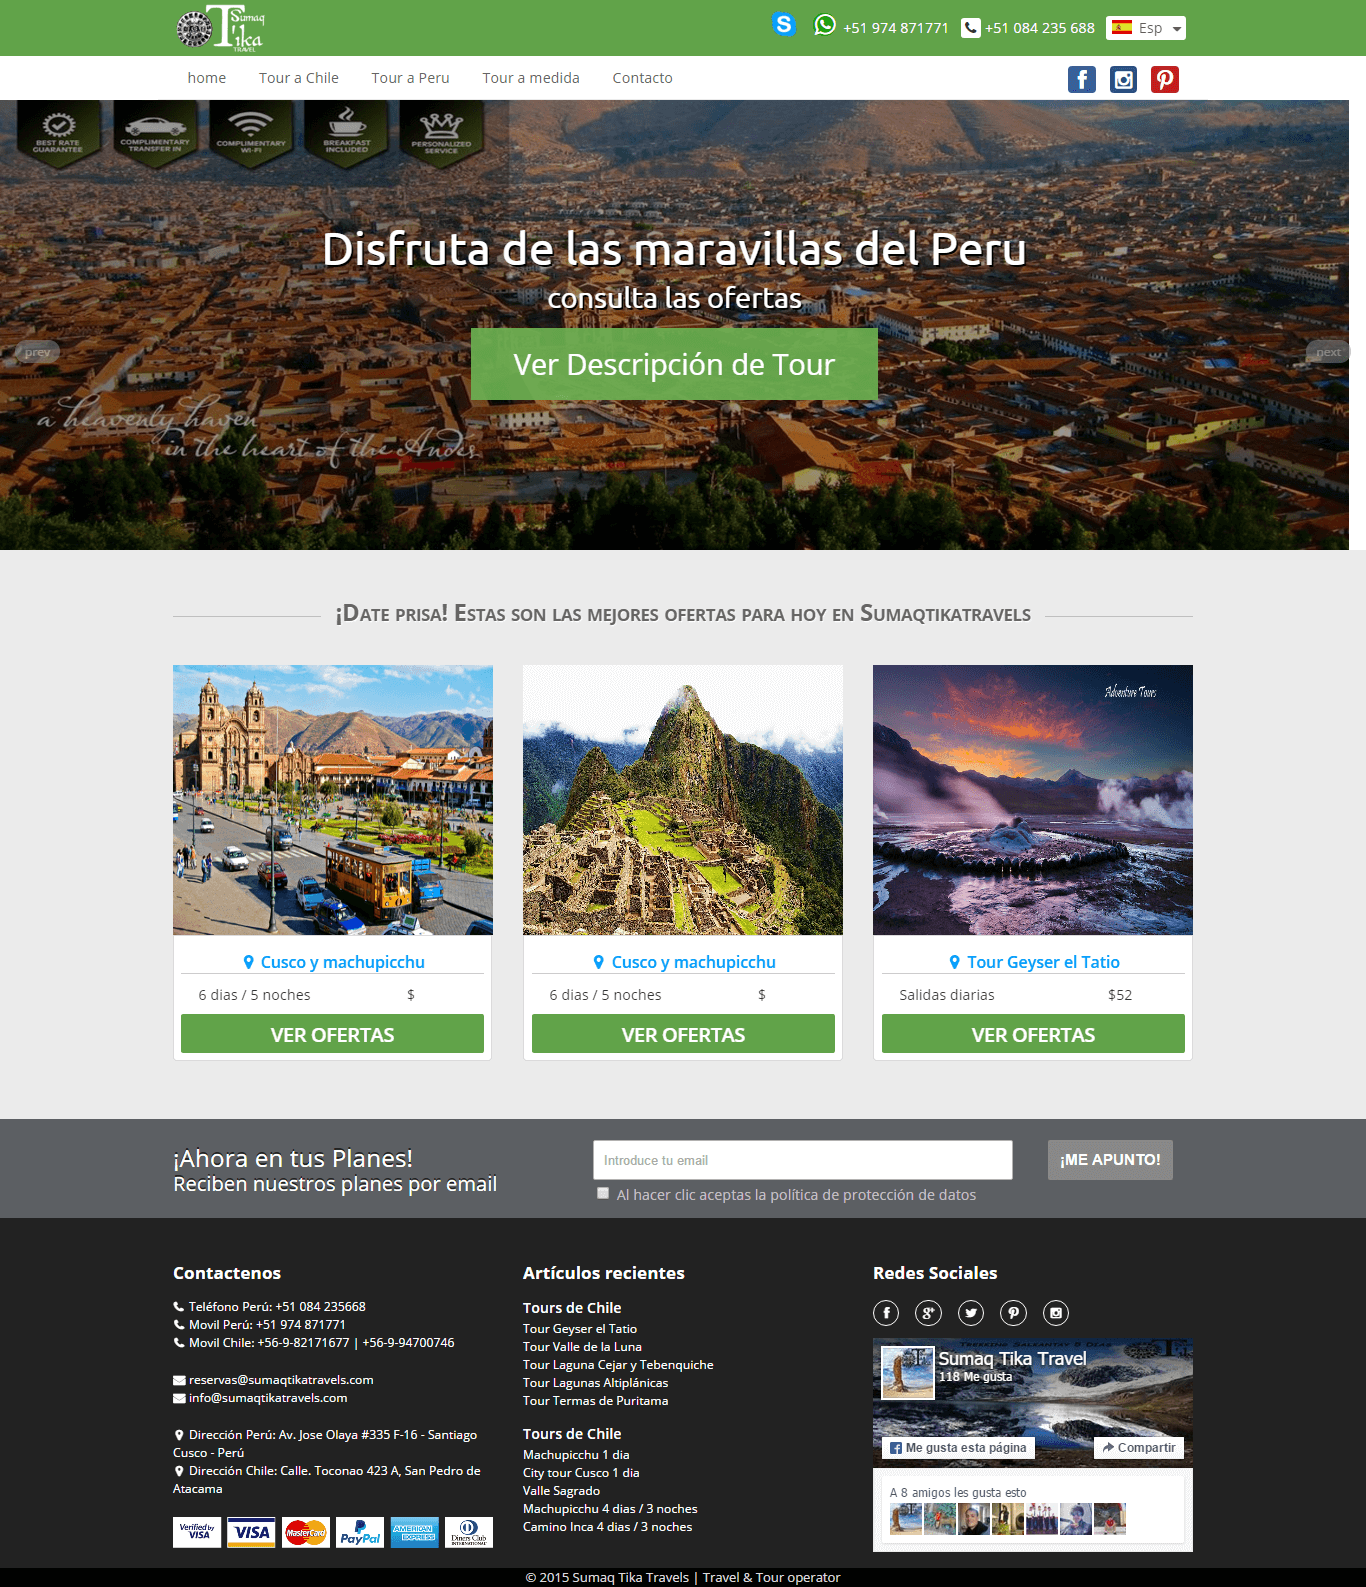 Sumaq
Tika
TRAVEL
+51 974 871771
+51 084 235 688
Esp
home
Tour a Chile
Tour a Peru
Tour a medida
Contacto
BEST RATE
GUARANTEE
COMPLIMENTARY
TRANSFER IN
COMPLIMENTARY
WI-FI
BREAKFAST
INCLUDED
PERSONALIZED
SERVICE
Disfruta de las maravillas del Peru
consulta las ofertas
Ver Descripción de Tour
prev
next
a heavenly haven
in the heart of the Andes
¡Date prisa! Estas son las mejores ofertas para hoy en Sumaqtikatravels
Adventure Tours
Cusco y machupicchu
6 dias / 5 noches
$
VER OFERTAS
Cusco y machupicchu
6 dias / 5 noches
$
VER OFERTAS
Tour Geyser el Tatio
Salidas diarias
$52
VER OFERTAS
¡Ahora en tus Planes!
Reciben nuestros planes por email
Introduce tu email
¡ME APUNTO!
Al hacer clic aceptas la política de protección de datos
Contactenos
Teléfono Perú: +51 084 235668
Movil Perú: +51 974 871771
Movil Chile: +56-9-82171677 | +56-9-94700746
reservas@sumaqtikatravels.com
info@sumaqtikatravels.com
Dirección Perú: Av. Jose Olaya #335 F-16 - Santiago
Cusco - Perú
Dirección Chile: Calle. Toconao 423 A, San Pedro de
Atacama
Verified by
VISA
VISA
MasterCard
PayPal
AMERICAN
EXPRESS
Diners Club
INTERNATIONAL
Artículos recientes
Tours de Chile
Tour Geyser el Tatio
Tour Valle de la Luna
Tour Laguna Cejar y Tebenquiche
Tour Lagunas Altiplánicas
Tour Termas de Puritama
Tours de Chile
Machupicchu 1 dia
City tour Cusco 1 dia
Valle Sagrado
Machupicchu 4 dias / 3 noches
Camino Inca 4 dias / 3 noches
Redes Sociales
Sumaq Tika Travel
118 Me gusta
Me gusta esta página
Compartir
A 8 amigos les gusta esto
© 2015 Sumaq Tika Travels | Travel & Tour operator